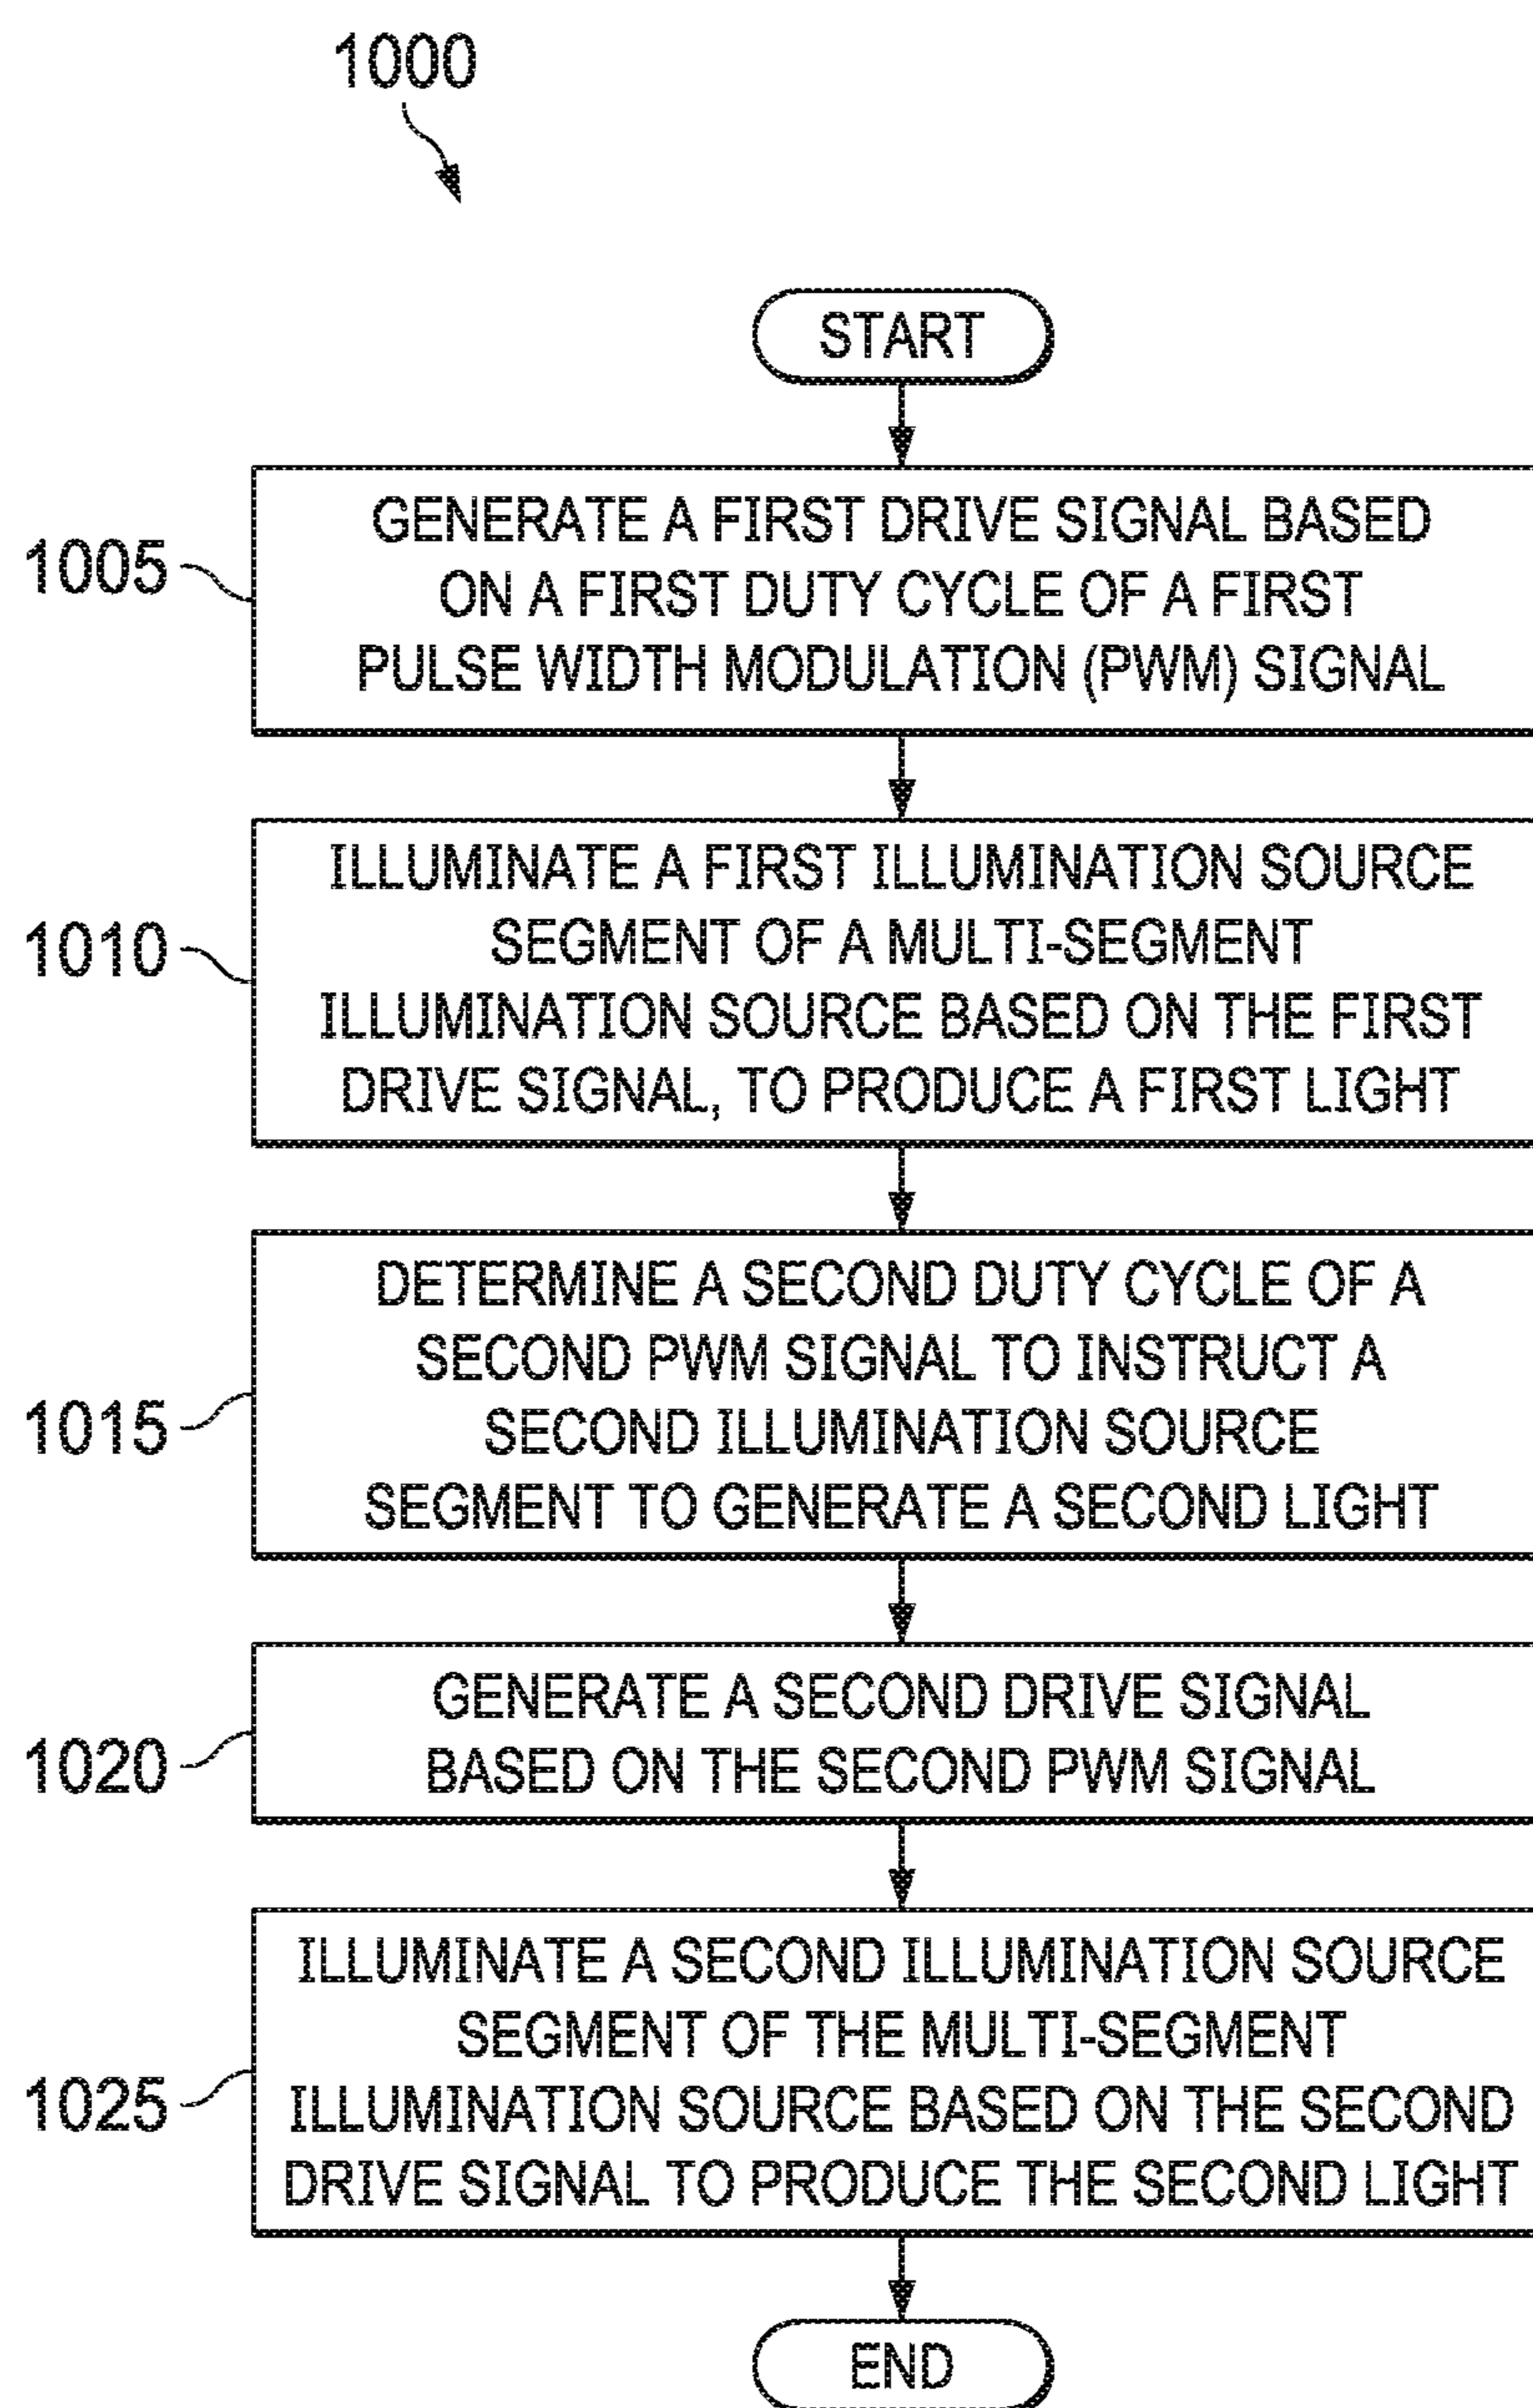 1000
START
1005
GENERATE A FIRST DRIVE SIGNAL BASED
ON A FIRST DUTY CYCLE OF A FIRST
PULSE WIDTH MODULATION (PWM) SIGNAL
1010
ILLUMINATE A FIRST ILLUMINATION SOURCE
SEGMENT OF A MULTI-SEGMENT
ILLUMINATION SOURCE BASED ON THE FIRST
DRIVE SIGNAL, TO PRODUCE A FIRST LIGHT
1015
DETERMINE A SECOND DUTY CYCLE OF A
SECOND PWM SIGNAL TO INSTRUCT A
SECOND ILLUMINATION SOURCE
SEGMENT TO GENERATE A SECOND LIGHT
1020
GENERATE A SECOND DRIVE SIGNAL
BASED ON THE SECOND PWM SIGNAL
1025
ILLUMINATE A SECOND ILLUMINATION SOURCE
SEGMENT OF THE MULTI-SEGMENT
ILLUMINATION SOURCE BASED ON THE SECOND
DRIVE SIGNAL TO PRODUCE THE SECOND LIGHT
END